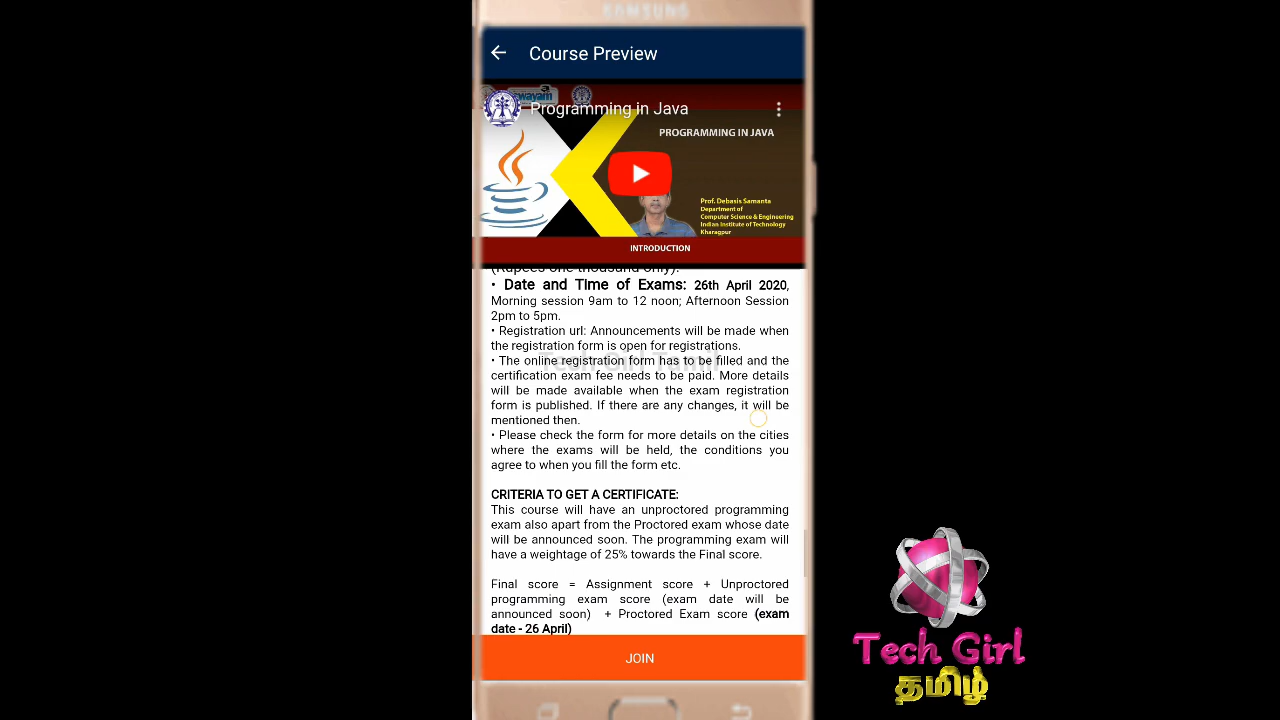 SAMSUNG
Course Preview
swayam
Programming in Java
PROGRAMMING IN JAVA
Prof. Debasis Samanta
Department of
Computer Science & Engineering
Indian Institute of Technology
Kharagpur
INTRODUCTION
(Rupees one thousand only).
• Date and Time of Exams: 26th April 2020,
Morning session 9am to 12 noon; Afternoon Session
2pm to 5pm.
• Registration url: Announcements will be made when
the registration form is open for registrations.
• The online registration form has to be filled and the
certification exam fee needs to be paid. More details
will be made available when the exam registration
form is published. If there are any changes, it will be
mentioned then.
• Please check the form for more details on the cities
where the exams will be held, the conditions you
agree to when you fill the form etc.
Tech Girl Tamil
CRITERIA TO GET A CERTIFICATE:
This course will have an unproctored programming
exam also apart from the Proctored exam whose date
will be announced soon. The programming exam will
have a weightage of 25% towards the Final score.
Final score = Assignment score + Unproctored
programming exam score (exam date will be
announced soon) + Proctored Exam score (exam
date - 26 April)
JOIN
Tech Girl
தமிழ்